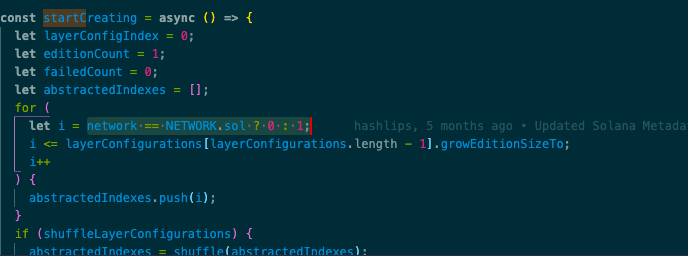 const startCreating = async () => {
let layerConfigIndex = 0;
let editionCount = 1;
let failedCount = 0;
let abstractedIndexes = [];
for (
let i = network == NETWORK.sol ? 0 : 1; hashlips, 5 months ago • Updated Solana Metada
i <= layerConfigurations[layerConfigurations.length - 1].growEditionSizeTo;
i++
) {
abstractedIndexes.push(i);
}
if (shuffleLayerConfigurations) {
abstractedIndexes = shuffle(abstractedIndexes);